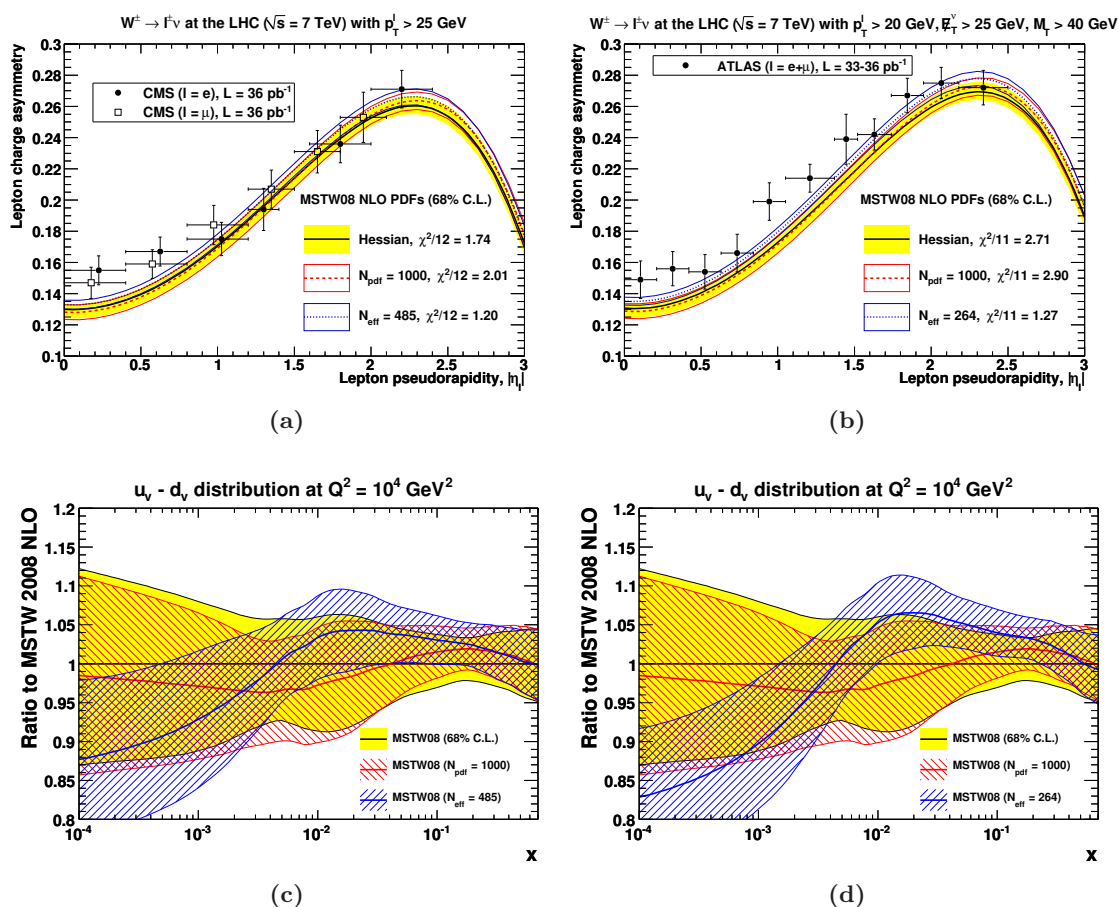 W± → l±ν at the LHC (√s = 7 TeV) with p_T^l > 25 GeV
Lepton charge asymmetry
0.3
0.28
0.26
0.24
0.22
0.2
0.18
0.16
0.14
0.12
0.1
CMS (l = e), L = 36 pb⁻¹
CMS (l = μ), L = 36 pb⁻¹
MSTW08 NLO PDFs (68% C.L.)
Hessian, χ²/12 = 1.74
N_pdf = 1000, χ²/12 = 2.01
N_eff = 485, χ²/12 = 1.20
0 0.5 1 1.5 2 2.5 3
Lepton pseudorapidity, |η_l|
(a)
W± → l±ν at the LHC (√s = 7 TeV) with p_T^l > 20 GeV, E̸_T^ν > 25 GeV, M_T > 40 GeV
Lepton charge asymmetry
0.3
0.28
0.26
0.24
0.22
0.2
0.18
0.16
0.14
0.12
0.1
ATLAS (l = e+μ), L = 33-36 pb⁻¹
MSTW08 NLO PDFs (68% C.L.)
Hessian, χ²/11 = 2.71
N_pdf = 1000, χ²/11 = 2.90
N_eff = 264, χ²/11 = 1.27
0 0.5 1 1.5 2 2.5 3
Lepton pseudorapidity, |η_l|
(b)
u_v - d_v distribution at Q² = 10⁴ GeV²
Ratio to MSTW 2008 NLO
1.2
1.15
1.1
1.05
1
0.95
0.9
0.85
0.8
MSTW08 (68% C.L.)
MSTW08 (N_pdf = 1000)
MSTW08 (N_eff = 485)
10⁻⁴ 10⁻³ 10⁻² 10⁻¹
x
(c)
u_v - d_v distribution at Q² = 10⁴ GeV²
Ratio to MSTW 2008 NLO
1.2
1.15
1.1
1.05
1
0.95
0.9
0.85
0.8
MSTW08 (68% C.L.)
MSTW08 (N_pdf = 1000)
MSTW08 (N_eff = 264)
10⁻⁴ 10⁻³ 10⁻² 10⁻¹
x
(d)